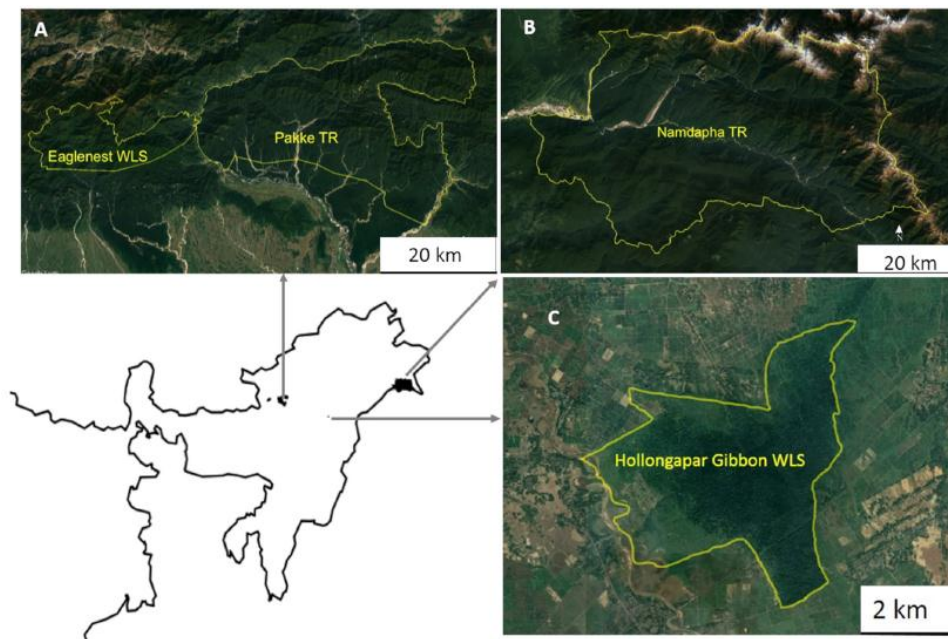 A
Eaglenest WLS
Pakke TR
20 km
B
Namdapha TR
N
20 km
C
Hollongapar Gibbon WLS
2 km